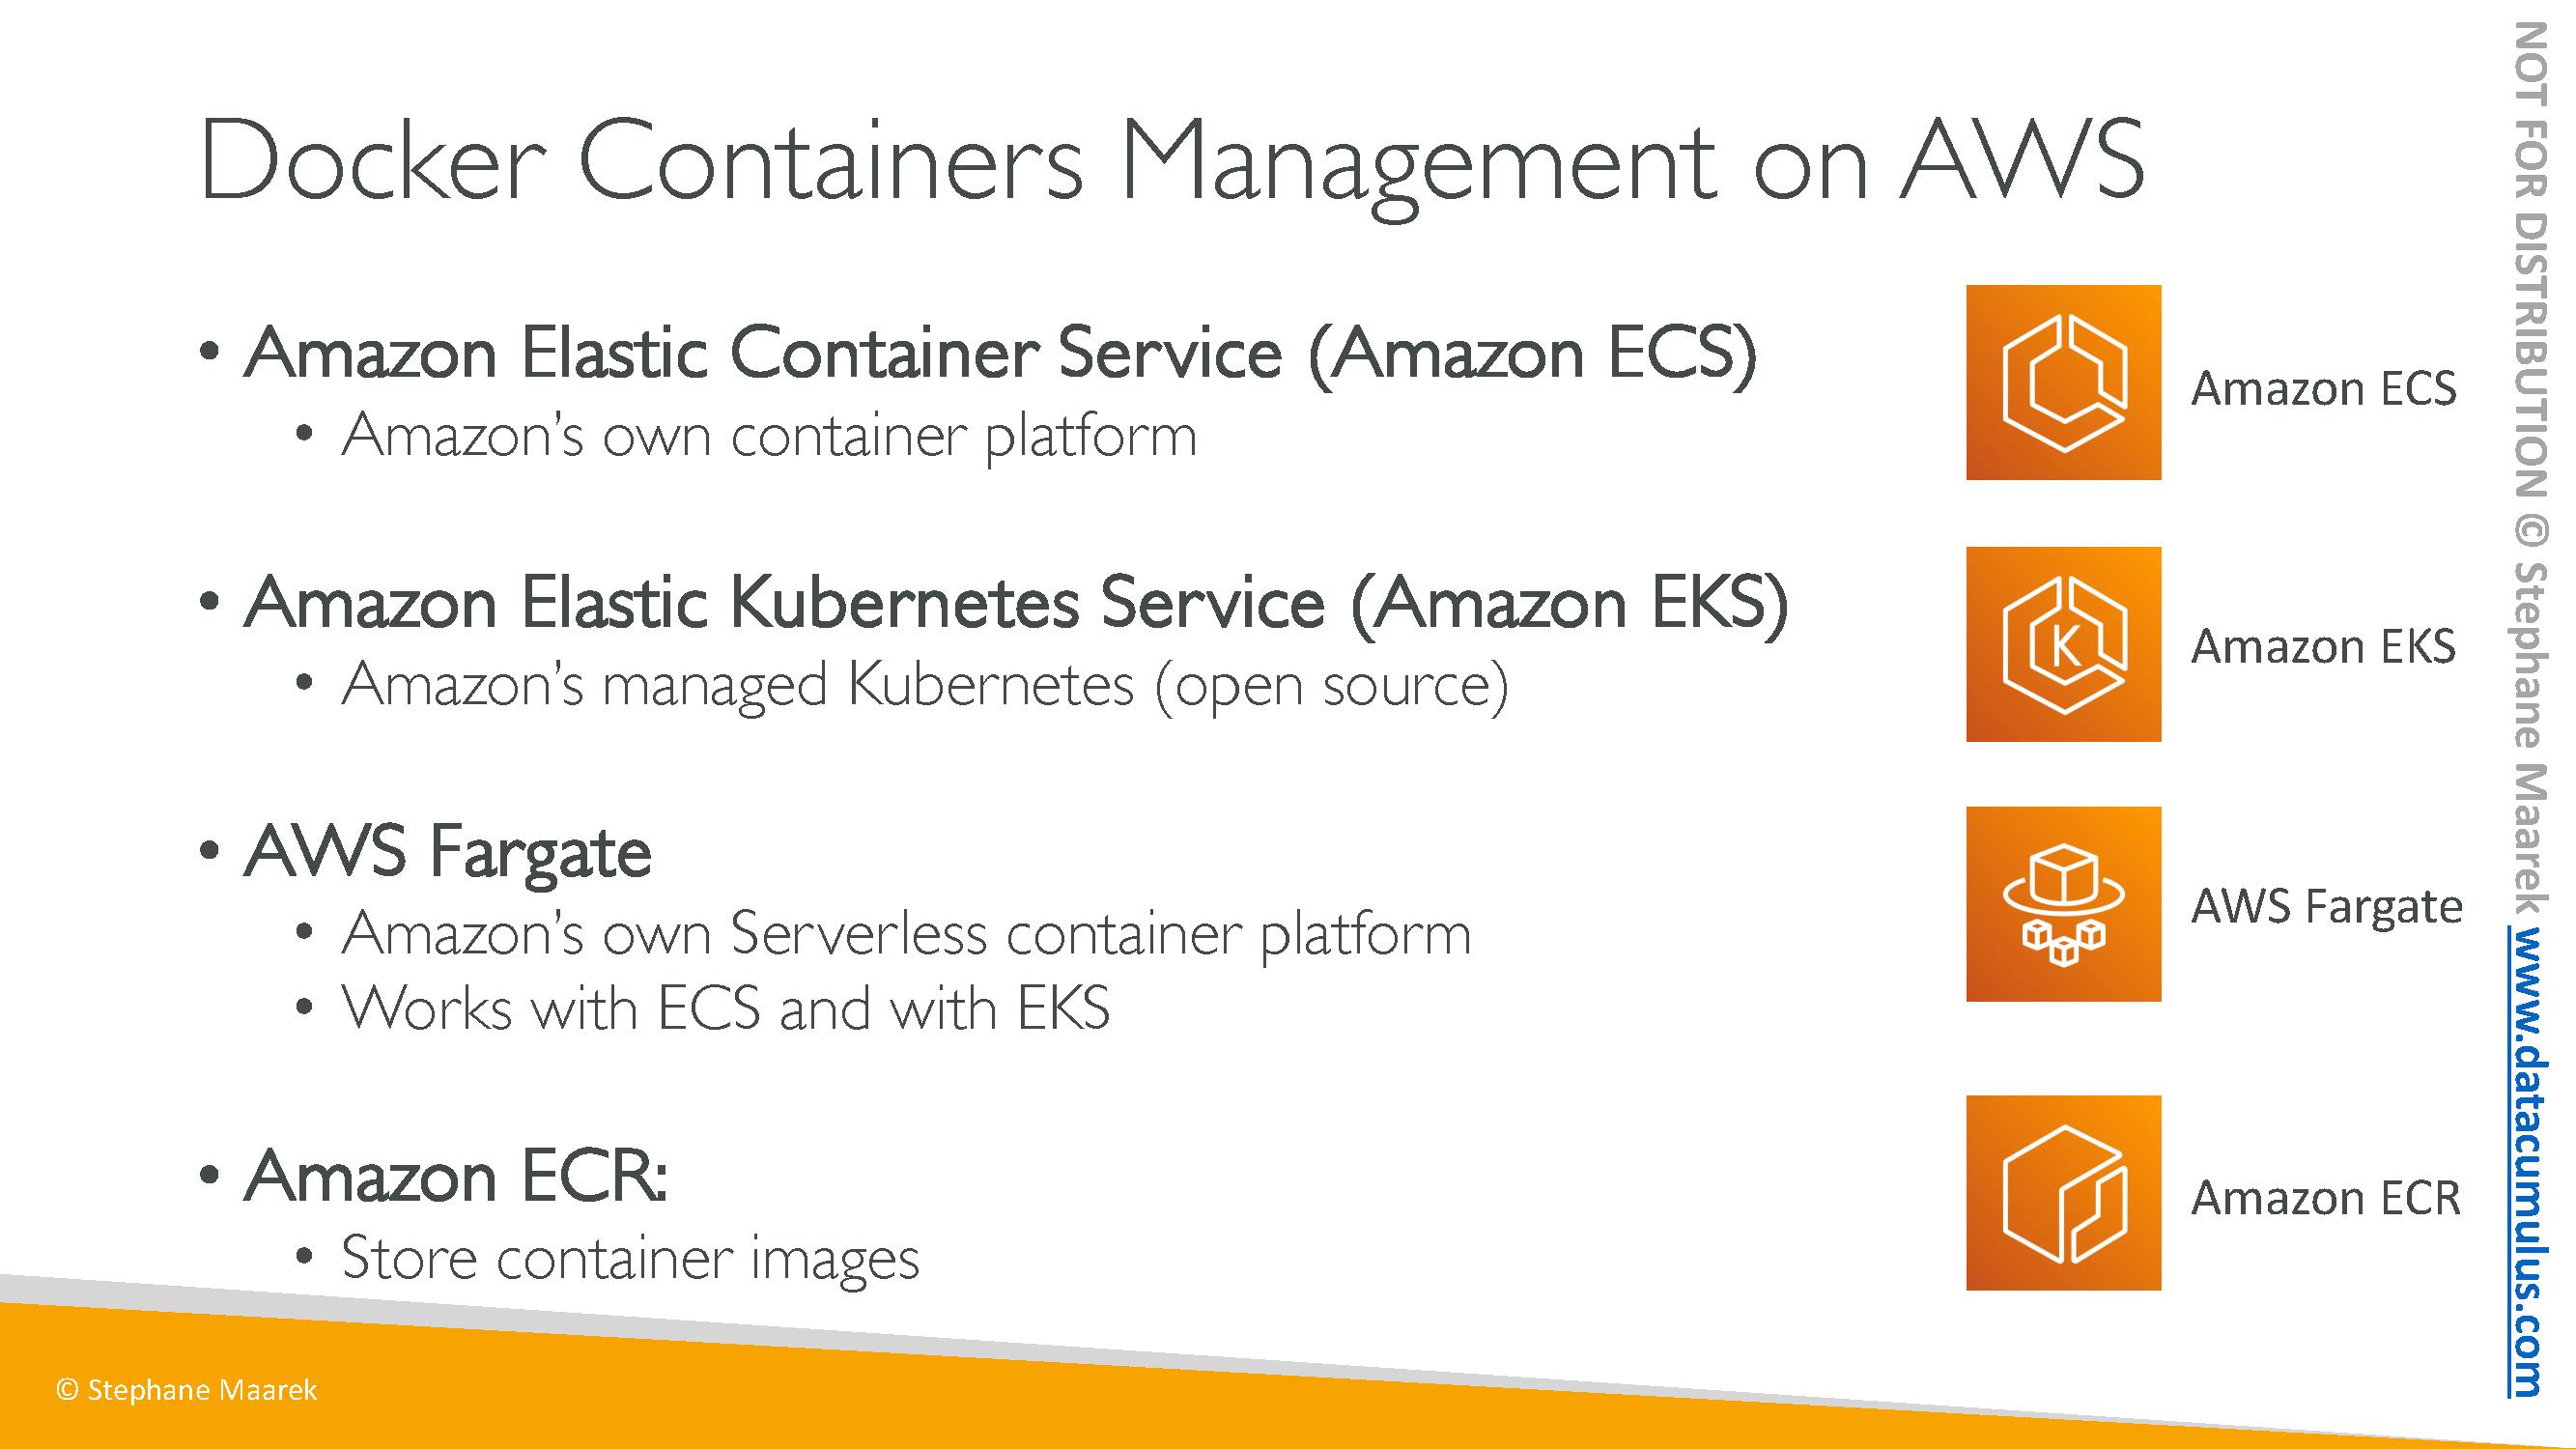 Docker Containers Management on AWS
• Amazon Elastic Container Service (Amazon ECS)
• Amazon’s own container platform
Amazon ECS
• Amazon Elastic Kubernetes Service (Amazon EKS)
• Amazon’s managed Kubernetes (open source)
Amazon EKS
• AWS Fargate
• Amazon’s own Serverless container platform
• Works with ECS and with EKS
AWS Fargate
• Amazon ECR:
• Store container images
Amazon ECR
© Stephane Maarek
NOT FOR DISTRIBUTION © Stephane Maarek www.datacumulus.com
K